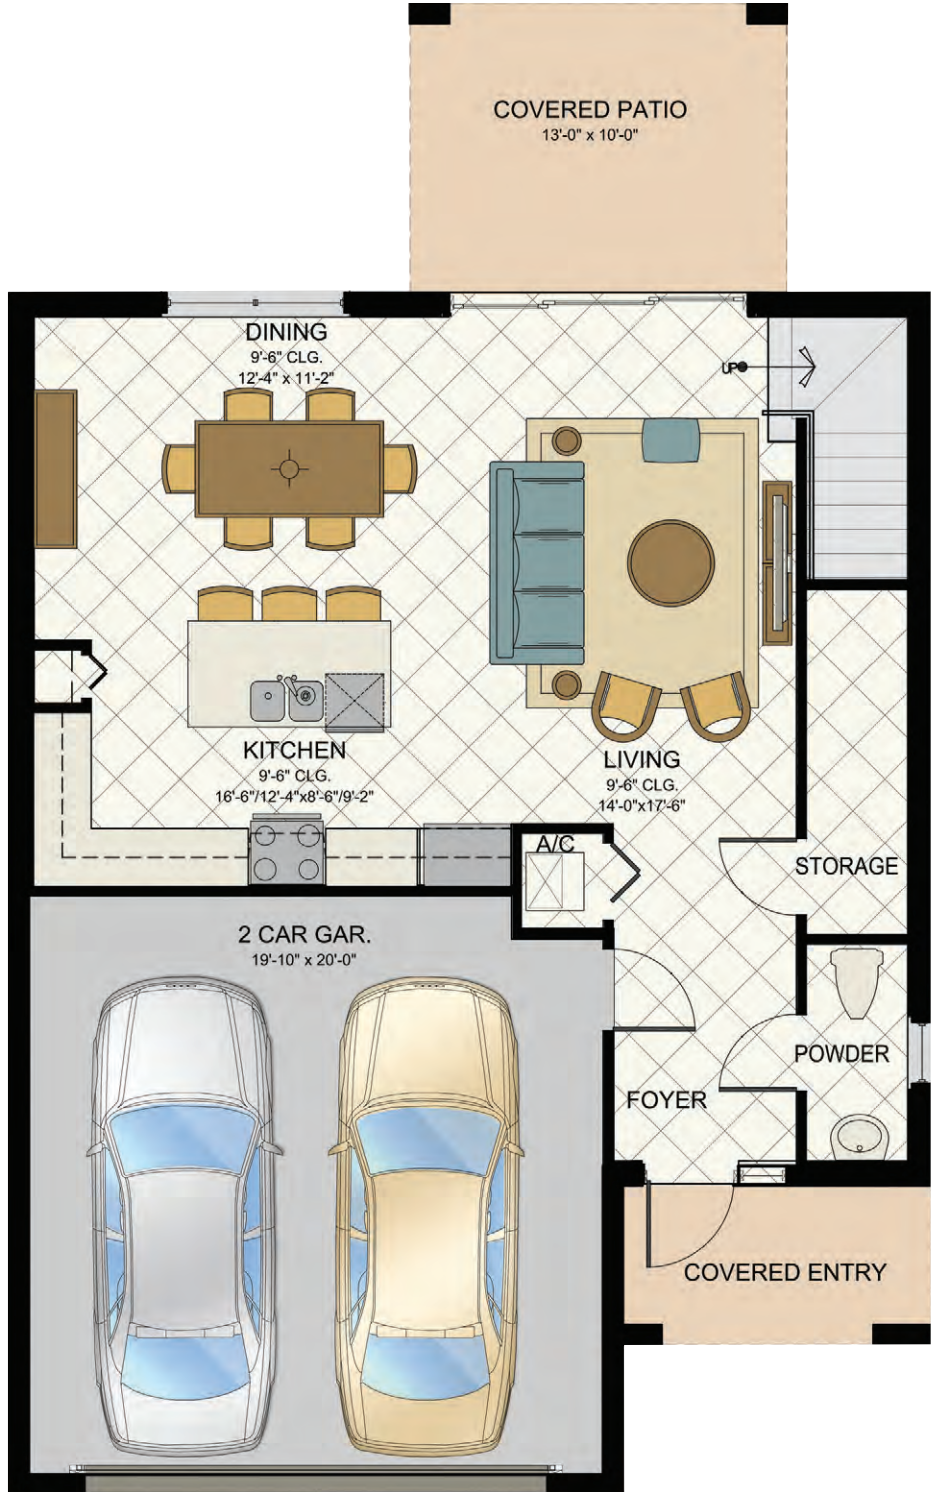 COVERED PATIO
13'-0" x 10'-0"
DINING
9'-6" CLG.
12'-4" x 11'-2"
UP
KITCHEN
9'-6" CLG.
16'-6"/12'-4"x8'-6"/9'-2"
LIVING
9'-6" CLG.
14'-0"x17'-6"
A/C
STORAGE
2 CAR GAR.
19'-10" x 20'-0"
POWDER
FOYER
COVERED ENTRY